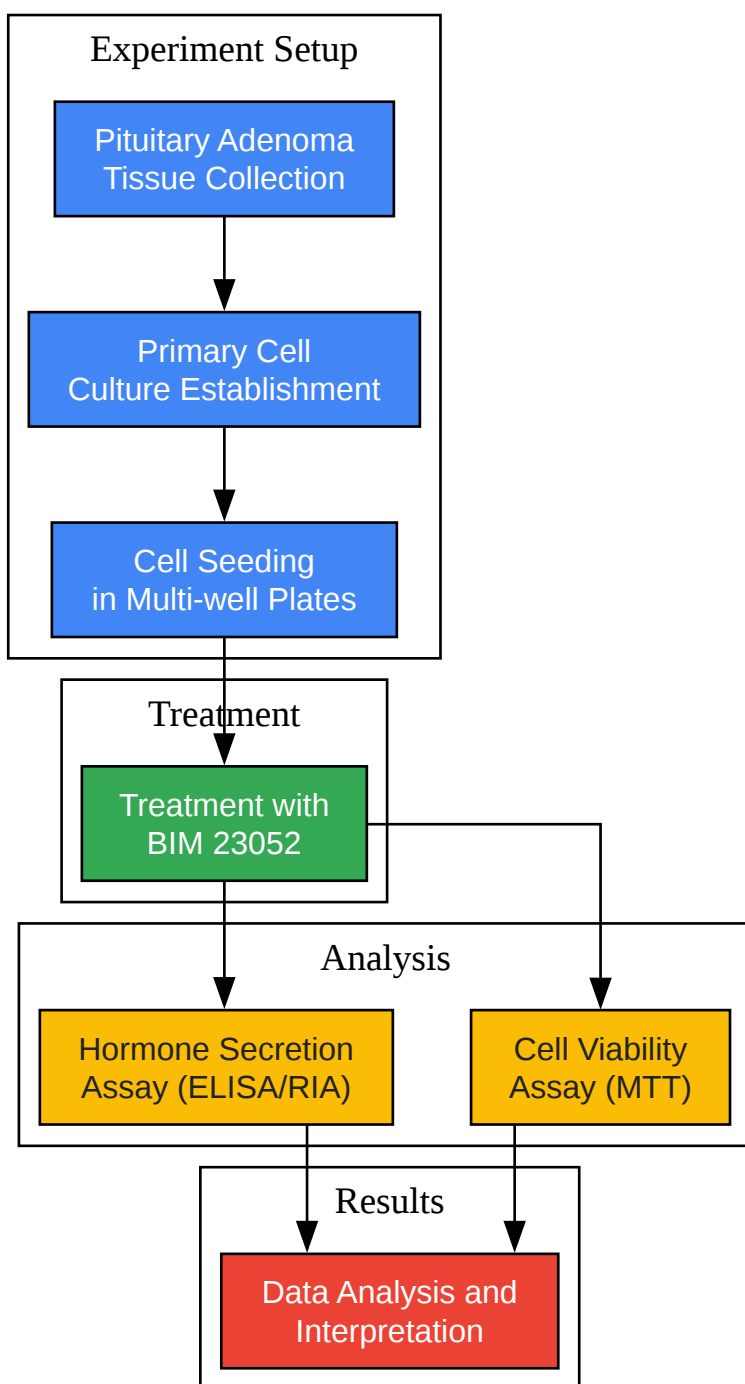 Experiment Setup
Pituitary Adenoma
Tissue Collection
Primary Cell
Culture Establishment
Cell Seeding
in Multi-well Plates
Treatment
Treatment with
BIM 23052
Analysis
Hormone Secretion
Assay (ELISA/RIA)
Cell Viability
Assay (MTT)
Results
Data Analysis and
Interpretation